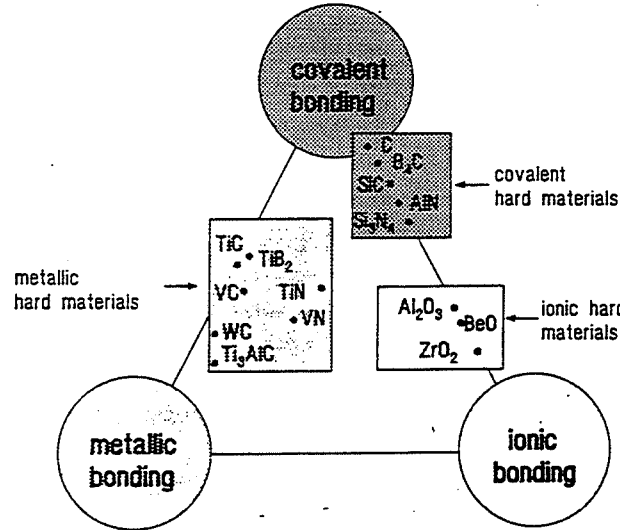 covalent
bonding
C
B₄C
SiC
AlN
Si₃N₄
covalent
hard materials
TiC
TiB₂
VC
TiN
VN
WC
Ti₃AlC
metallic
hard materials
Al₂O₃
BeO
ZrO₂
ionic hard
materials
metallic
bonding
ionic
bonding